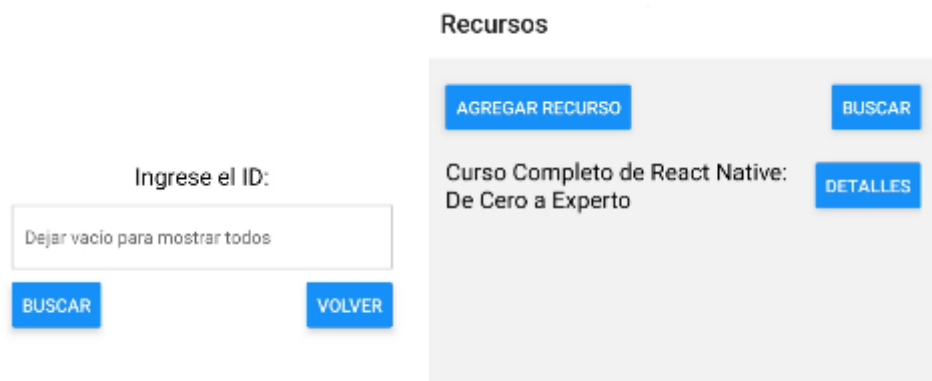 Ingrese el ID:
Dejar vacio para mostrar todos
BUSCAR
VOLVER
Recursos
AGREGAR RECURSO
BUSCAR
Curso Completo de React Native:
De Cero a Experto
DETALLES